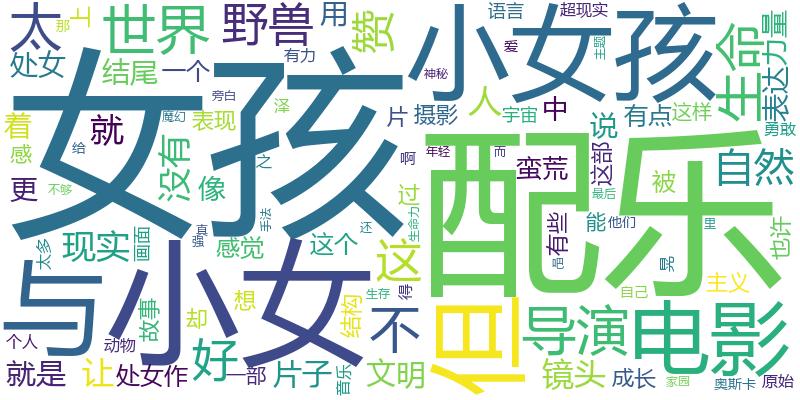 太
那
上
世界
野兽
用
赞
小女孩
语言
超现实
爱
主题
生命
表达
力量
处女
结尾
一个
有力
神秘
女孩
着
就
表现
魔幻
旁白
泽
片
摄影
人
宇宙
中
说
有点
这样
勇敢
感
给
之
啊
年轻
而
蛮荒
这部
自然
更
不够
没有
像
过
配乐
最后
被
能
他们
里
也许
太多
现实
画面
感觉
这个
真
强
手法
还
生命力
这
有些
昂
晃
自己
主义
与
小女
故事
却
想
结构
生存
得
不
但
导演
电影
个人
动物
就是
让
处女作
好
一部
片子
音乐
文明
镜头
成长
家园
奥斯卡
原始